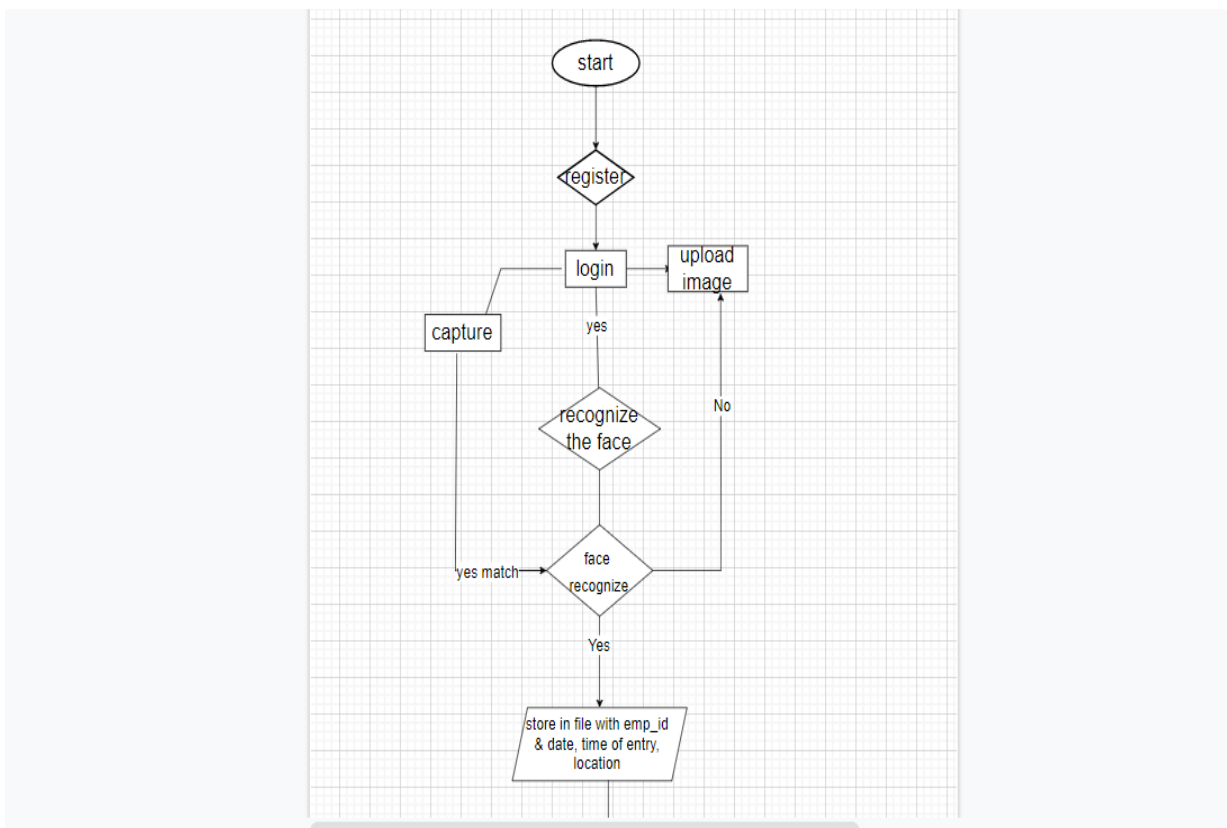 start
register
login
upload
image
capture
yes
No
recognize
the face
face
recognize
yes match
Yes
store in file with emp_id
& date, time of entry,
location